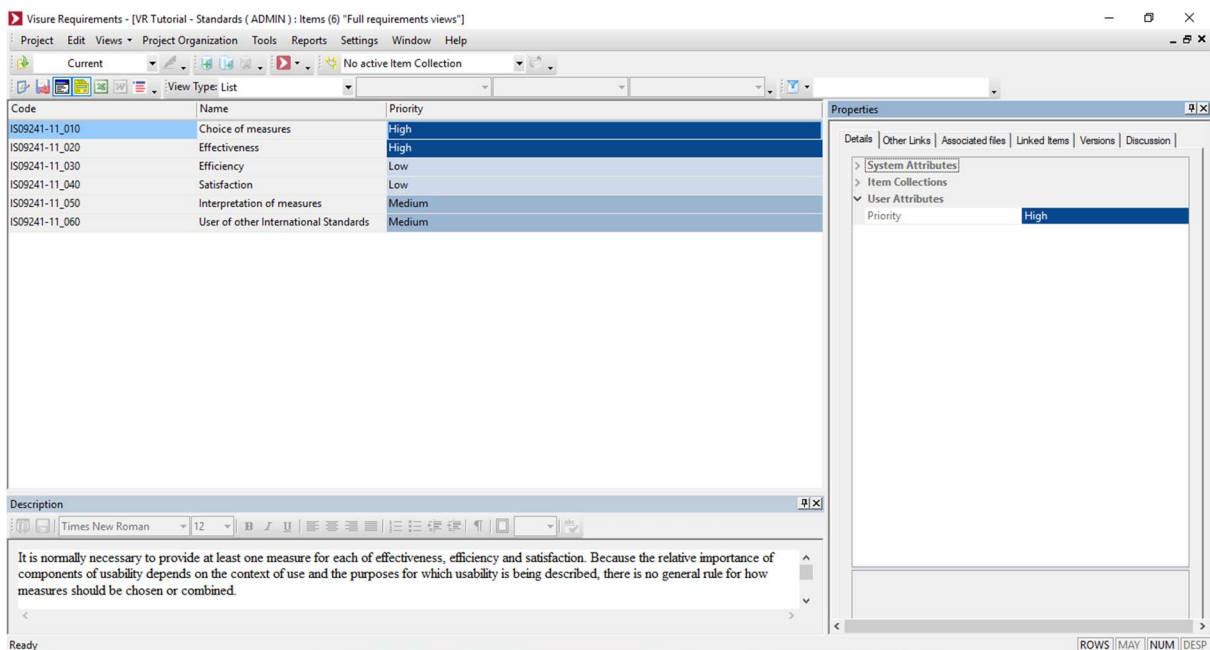 Visure Requirements - [VR Tutorial - Standards ( ADMIN ) : Items (6) "Full requirements views"]
Project Edit Views Project Organization Tools Reports Settings Window Help
Current No active Item Collection
View Type: List
Code Name Priority
IS09241-11_010 Choice of measures High
IS09241-11_020 Effectiveness High
IS09241-11_030 Efficiency Low
IS09241-11_040 Satisfaction Low
IS09241-11_050 Interpretation of measures Medium
IS09241-11_060 User of other International Standards Medium
Properties
Details Other Links Associated files Linked Items Versions Discussion
System Attributes
Item Collections
User Attributes
Priority High
Description
Times New Roman 12 B I U
It is normally necessary to provide at least one measure for each of effectiveness, efficiency and satisfaction. Because the relative importance of
components of usability depends on the context of use and the purposes for which usability is being described, there is no general rule for how
measures should be chosen or combined.
Ready ROWS MAY NUM DESP